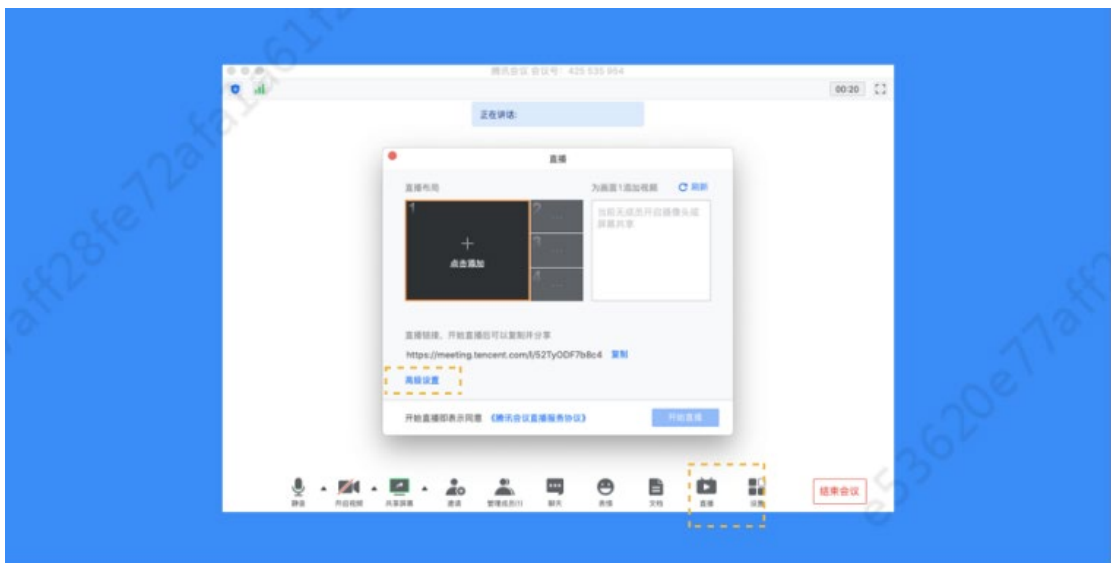 腾讯会议 会议号: 425 535 954
00:20
正在讲话:
直播
直播布局
为画面1添加视频 刷新
1
点击添加
2
...
3
...
4
...
当前无成员开启摄像头或
屏幕共享
直播链接，开始直播后可以复制并分享
https://meeting.tencent.com/l/52TyODF7b8c4 复制
高级设置
开始直播即表示同意 《腾讯会议直播服务协议》 开始直播
静音 开启视频 共享屏幕 邀请 管理成员(1) 聊天 表情 文档 直播 设置 结束会议